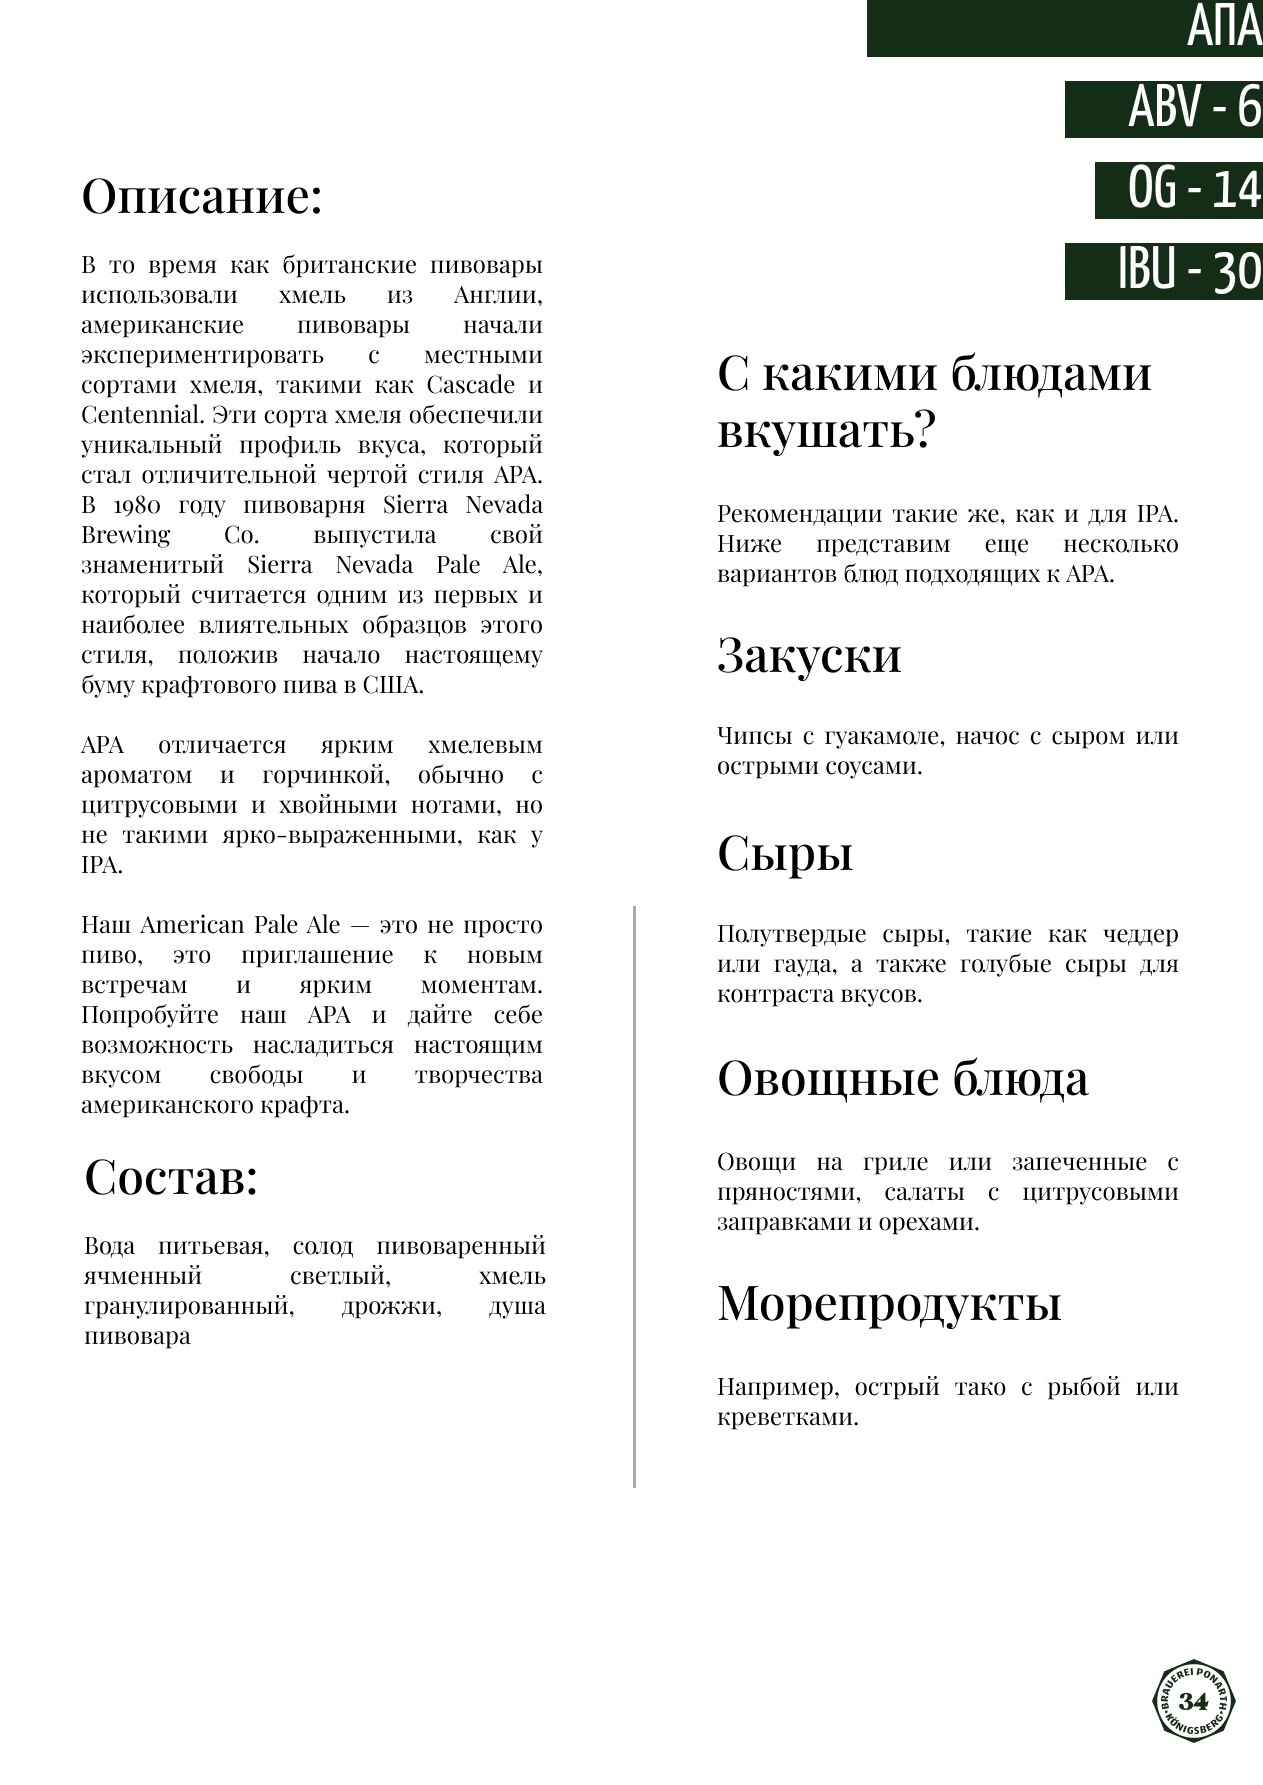 АПА
ABV - 6
OG - 14
IBU - 30
Описание:
В то время как британские пивовары
использовали хмель из Англии,
американские пивовары начали
экспериментировать с местными
сортами хмеля, такими как Cascade и
Centennial. Эти сорта хмеля обеспечили
уникальный профиль вкуса, который
стал отличительной чертой стиля APA.
В 1980 году пивоварня Sierra Nevada
Brewing Co. выпустила свой
знаменитый Sierra Nevada Pale Ale,
который считается одним из первых и
наиболее влиятельных образцов этого
стиля, положив начало настоящему
буму крафтового пива в США.
APA отличается ярким хмелевым
ароматом и горчинкой, обычно с
цитрусовыми и хвойными нотами, но
не такими ярко-выраженными, как у
IPA.
Наш American Pale Ale — это не просто
пиво, это приглашение к новым
встречам и ярким моментам.
Попробуйте наш APA и дайте себе
возможность насладиться настоящим
вкусом свободы и творчества
американского крафта.
Состав:
Вода питьевая, солод пивоваренный
ячменный светлый, хмель
гранулированный, дрожжи, душа
пивовара
С какими блюдами
вкушать?
Рекомендации такие же, как и для IPA.
Ниже представим еще несколько
вариантов блюд подходящих к APA.
Закуски
Чипсы с гуакамоле, начос с сыром или
острыми соусами.
Сыры
Полутвердые сыры, такие как чеддер
или гауда, а также голубые сыры для
контраста вкусов.
Овощные блюда
Овощи на гриле или запеченные с
пряностями, салаты с цитрусовыми
заправками и орехами.
Морепродукты
Например, острый тако с рыбой или
креветками.
BRAUEREI PONARTH
34
KÖNIGSBERG